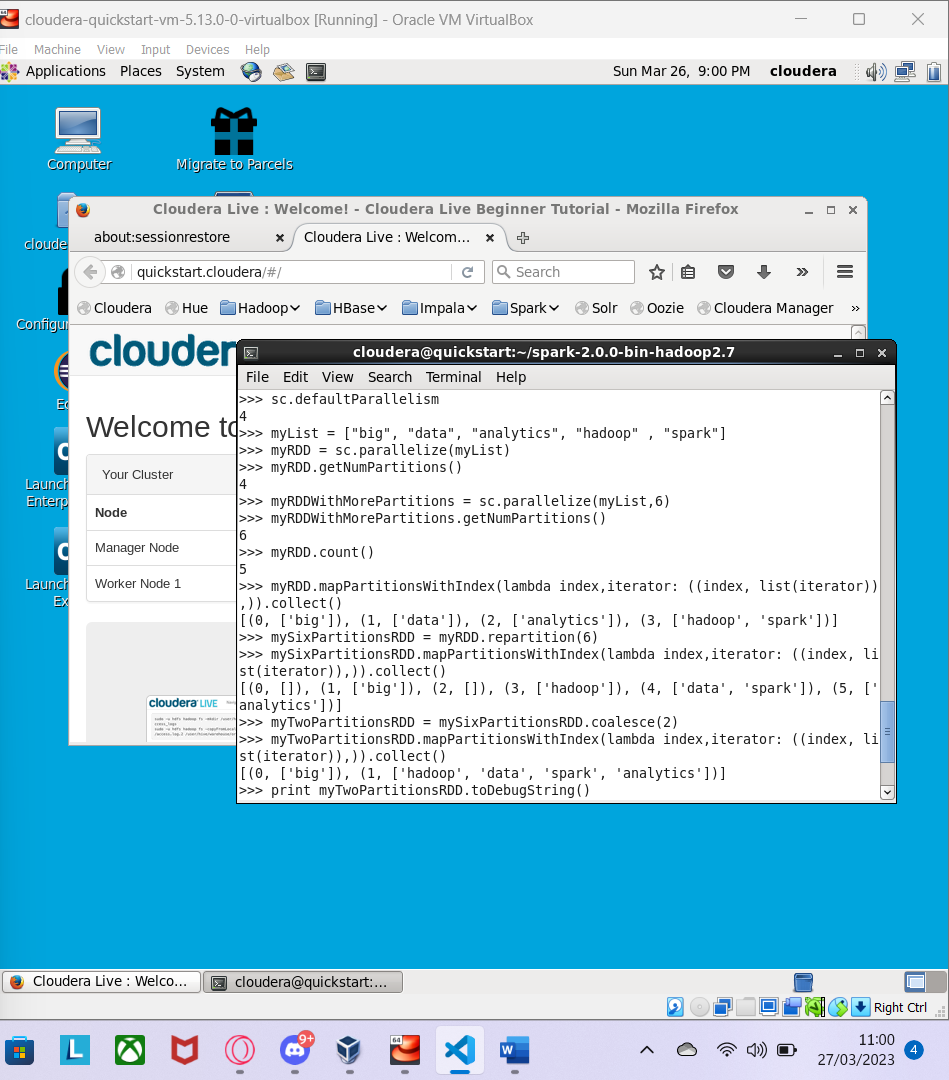 cloudera-quickstart-vm-5.13.0-0-virtualbox [Running] - Oracle VM VirtualBox
File Machine View Input Devices Help
Applications Places System Sun Mar 26, 9:00 PM cloudera
Computer
Migrate to Parcels
Cloudera Live : Welcome! - Cloudera Live Beginner Tutorial - Mozilla Firefox
about:sessionrestore
Cloudera Live : Welcom...
quickstart.cloudera/#/
Search
Cloudera Hue Hadoop HBase Impala Spark Solr Oozie Cloudera Manager »
cloude
Configu
Ec
Launch
Enterp
Launch
Ex
clouder
Welcome to
Your Cluster
Node
Manager Node
Worker Node 1
cloudera LIVE
cloudera@quickstart:~/spark-2.0.0-bin-hadoop2.7
File Edit View Search Terminal Help
>>> sc.defaultParallelism
4
>>> myList = ["big", "data", "analytics", "hadoop" , "spark"]
>>> myRDD = sc.parallelize(myList)
>>> myRDD.getNumPartitions()
4
>>> myRDDWithMorePartitions = sc.parallelize(myList,6)
>>> myRDDWithMorePartitions.getNumPartitions()
6
>>> myRDD.count()
5
>>> myRDD.mapPartitionsWithIndex(lambda index,iterator: ((index, list(iterator))
,)).collect()
[(0, ['big']), (1, ['data']), (2, ['analytics']), (3, ['hadoop', 'spark'])]
>>> mySixPartitionsRDD = myRDD.repartition(6)
>>> mySixPartitionsRDD.mapPartitionsWithIndex(lambda index,iterator: ((index, li
st(iterator)),)).collect()
[(0, []), (1, ['big']), (2, []), (3, ['hadoop']), (4, ['data', 'spark']), (5, ['
analytics'])]
>>> myTwoPartitionsRDD = mySixPartitionsRDD.coalesce(2)
>>> myTwoPartitionsRDD.mapPartitionsWithIndex(lambda index,iterator: ((index, li
st(iterator)),)).collect()
[(0, ['big']), (1, ['hadoop', 'data', 'spark', 'analytics'])]
>>> print myTwoPartitionsRDD.toDebugString()
Cloudera Live : Welco...
cloudera@quickstart:...
Right Ctrl
64
L
9+
64
W
11:00
27/03/2023
4